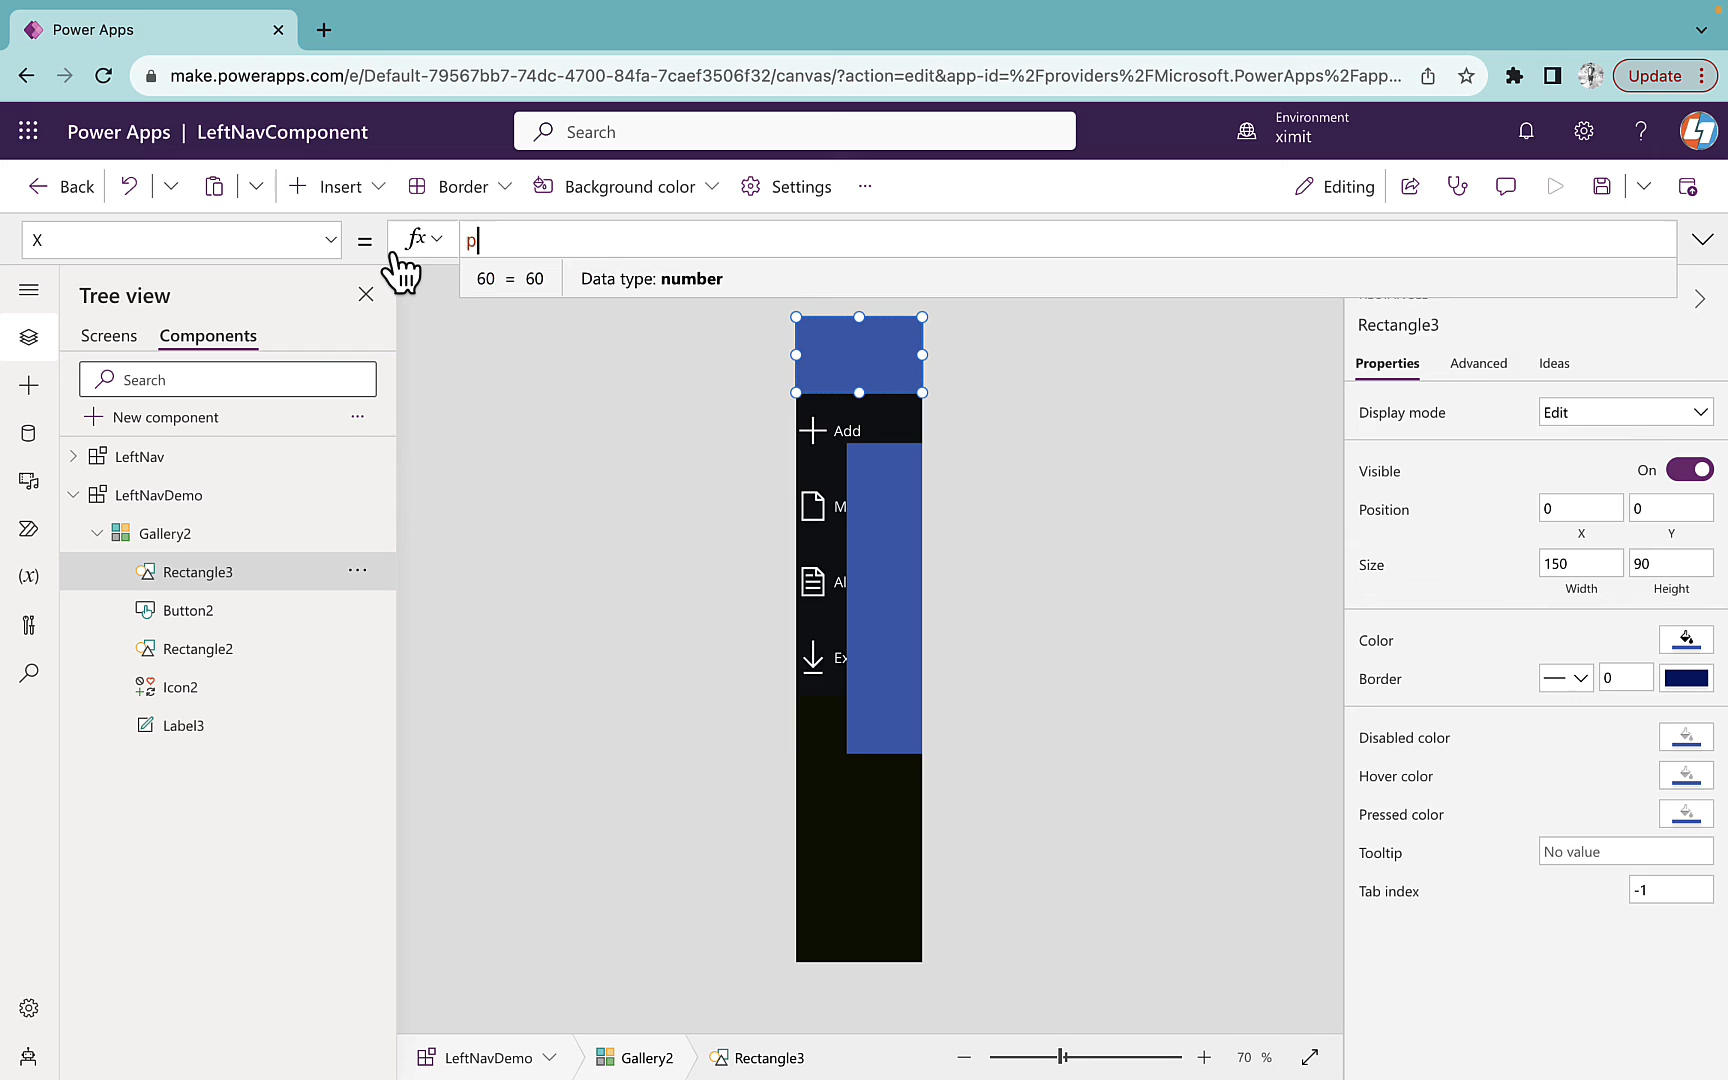 Power Apps
make.powerapps.com/e/Default-79567bb7-74dc-4700-84fa-7caef3506f32/canvas/?action=edit&app-id=%2Fproviders%2FMicrosoft.PowerApps%2Fapp...
Update
Power Apps | LeftNavComponent
Search
Environment
ximit
Back
Insert
Border
Background color
Settings
Editing
X
=
fx
p
60 = 60
Data type: number
Tree view
Screens
Components
Search
New component
LeftNav
LeftNavDemo
Gallery2
Rectangle3
Button2
Rectangle2
Icon2
Label3
Add
M
Al
Ex
Rectangle3
Properties
Advanced
Ideas
Display mode
Edit
Visible
On
Position
0
0
X
Y
Size
150
90
Width
Height
Color
Border
0
Disabled color
Hover color
Pressed color
Tooltip
No value
Tab index
-1
LeftNavDemo
Gallery2
Rectangle3
70 %